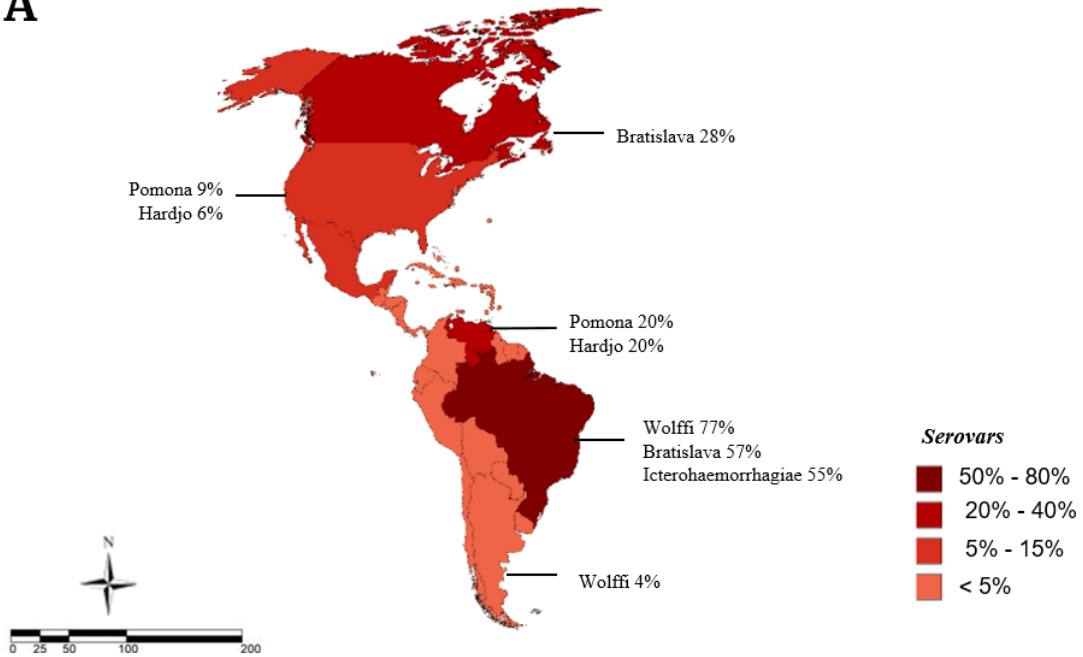 A
Bratislava 28%
Pomona 9%
Hardjo 6%
Pomona 20%
Hardjo 20%
Wolffi 77%
Bratislava 57%
Icterohaemorrhagiae 55%
Wolffi 4%
Serovars
50% - 80%
20% - 40%
5% - 15%
< 5%
N
0 25 50 100 200